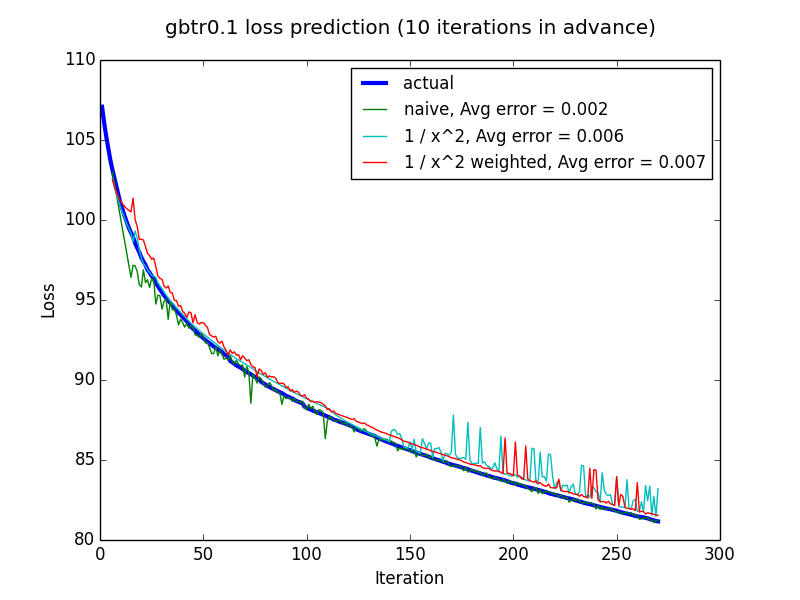 gbtr0.1 loss prediction (10 iterations in advance)
110
105
100
95
90
85
80
Loss
actual
naive, Avg error = 0.002
1 / x^2, Avg error = 0.006
1 / x^2 weighted, Avg error = 0.007
0
50
100
150
200
250
300
Iteration